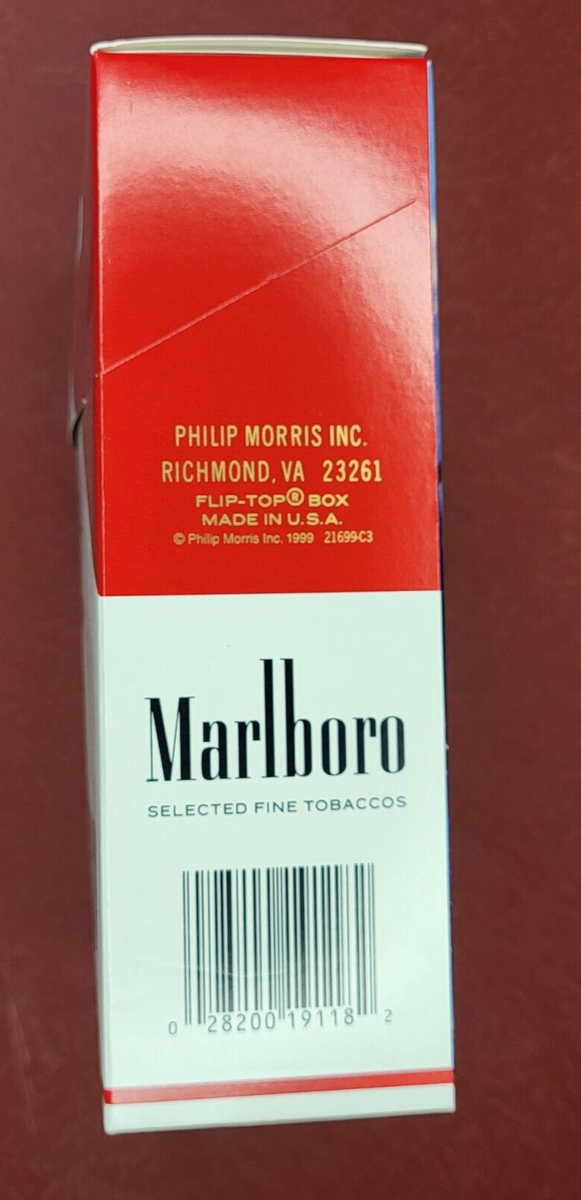 PHILIP MORRIS INC.
RICHMOND, VA 23261
FLIP-TOP® BOX
MADE IN U.S.A.
© Philip Morris Inc. 1999 21699-C3
Marlboro
SELECTED FINE TOBACCOS
0 28200 19118 2